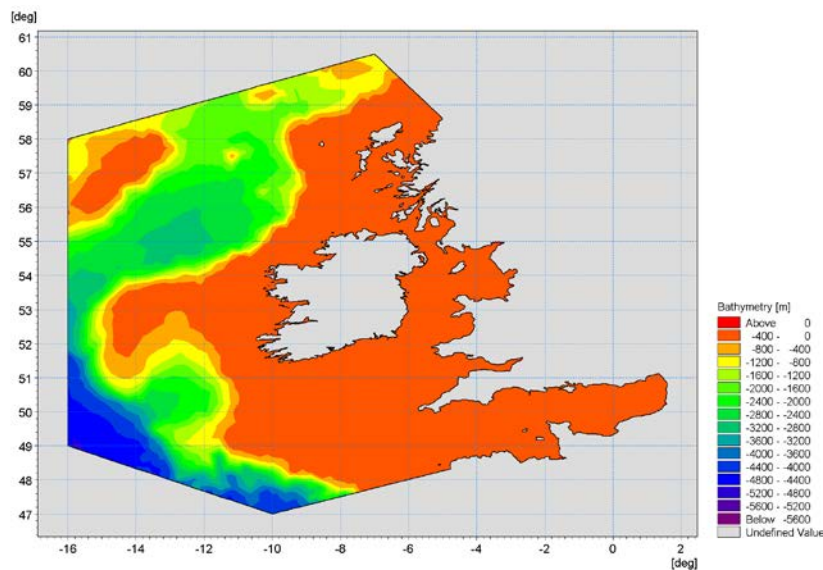 [deg]
61
60
59
58
57
56
55
54
53
52
51
50
49
48
47
-16 -14 -12 -10 -8 -6 -4 -2 0 2
[deg]
Bathymetry [m]
Above 0
-400 - 0
-800 - -400
-1200 - -800
-1600 - -1200
-2000 - -1600
-2400 - -2000
-2800 - -2400
-3200 - -2800
-3600 - -3200
-4000 - -3600
-4400 - -4000
-4800 - -4400
-5200 - -4800
-5600 - -5200
Below -5600
Undefined Value